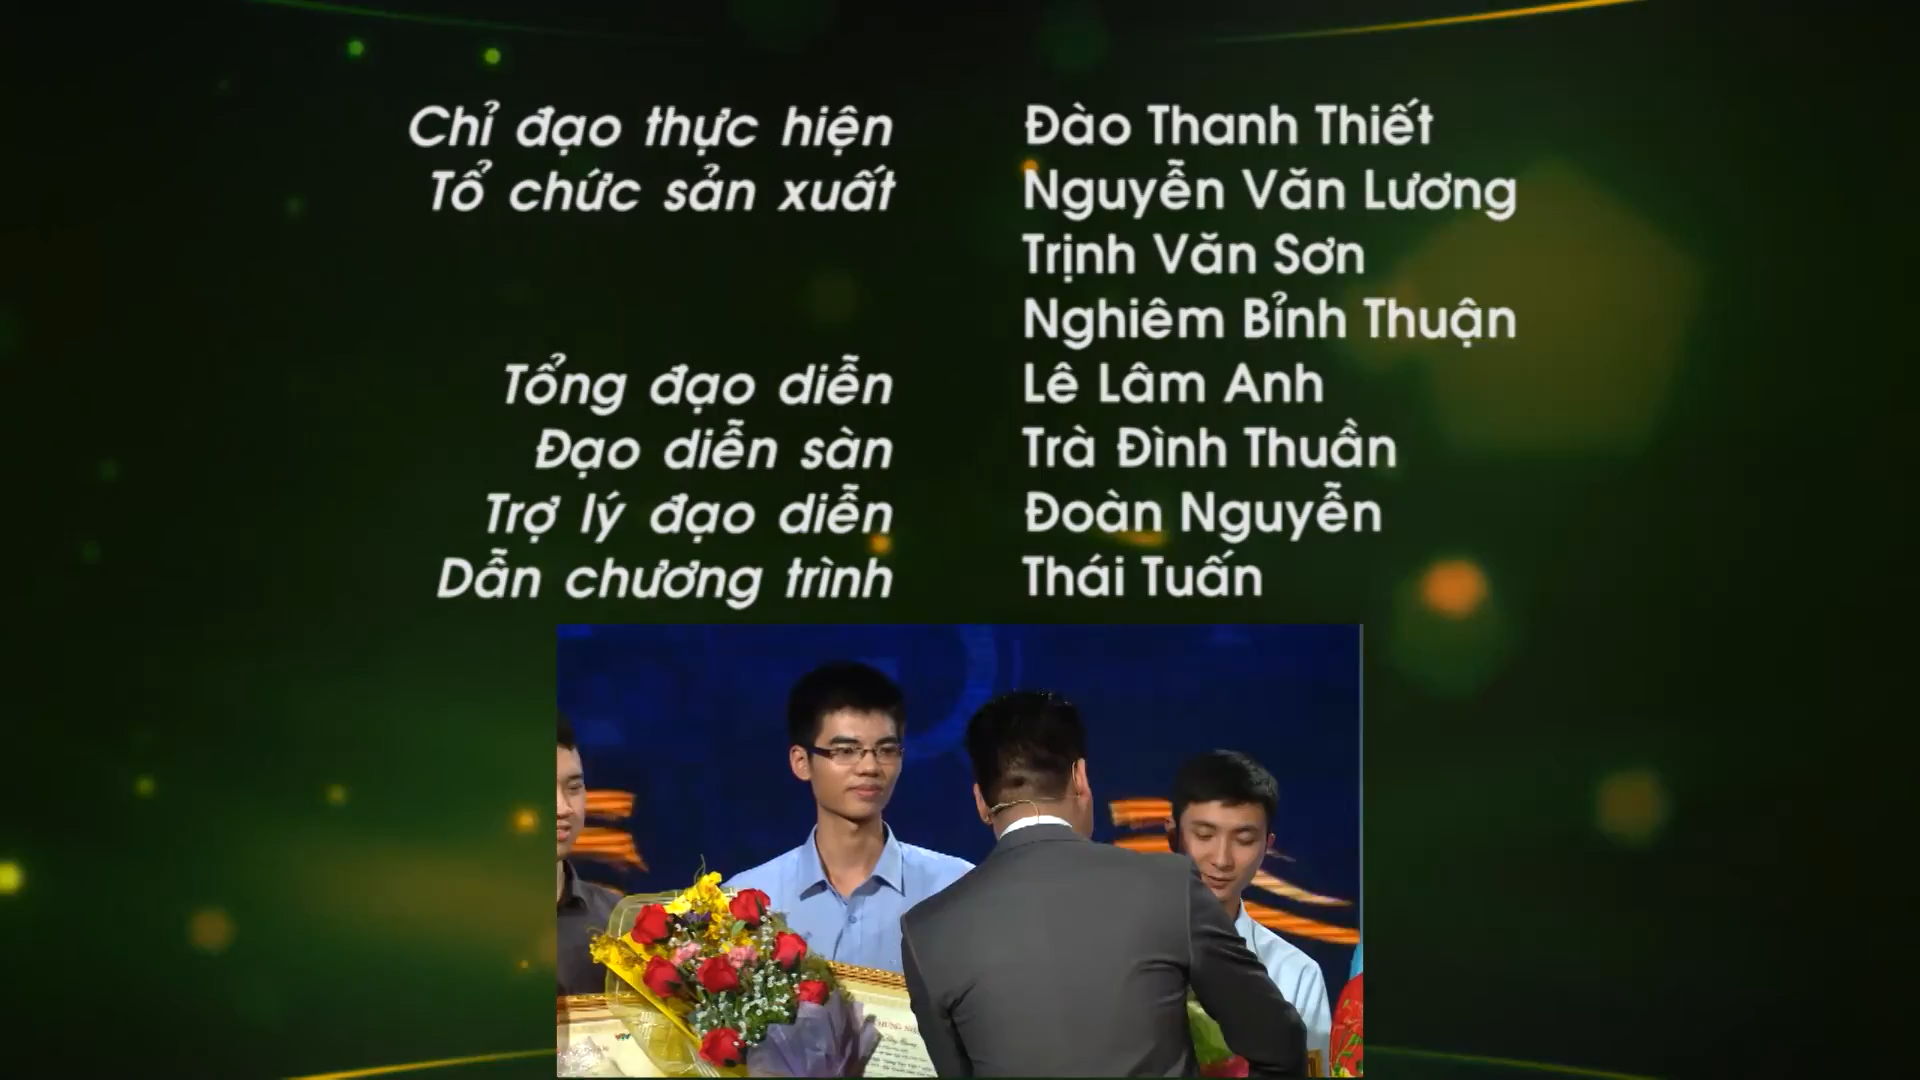 Chỉ đạo thực hiện Đào Thanh Thiết
Tổ chức sản xuất Nguyễn Văn Lương
Trịnh Văn Sơn
Nghiêm Bỉnh Thuận
Tổng đạo diễn Lê Lâm Anh
Đạo diễn sàn Trà Đình Thuần
Trợ lý đạo diễn Đoàn Nguyễn
Dẫn chương trình Thái Tuấn